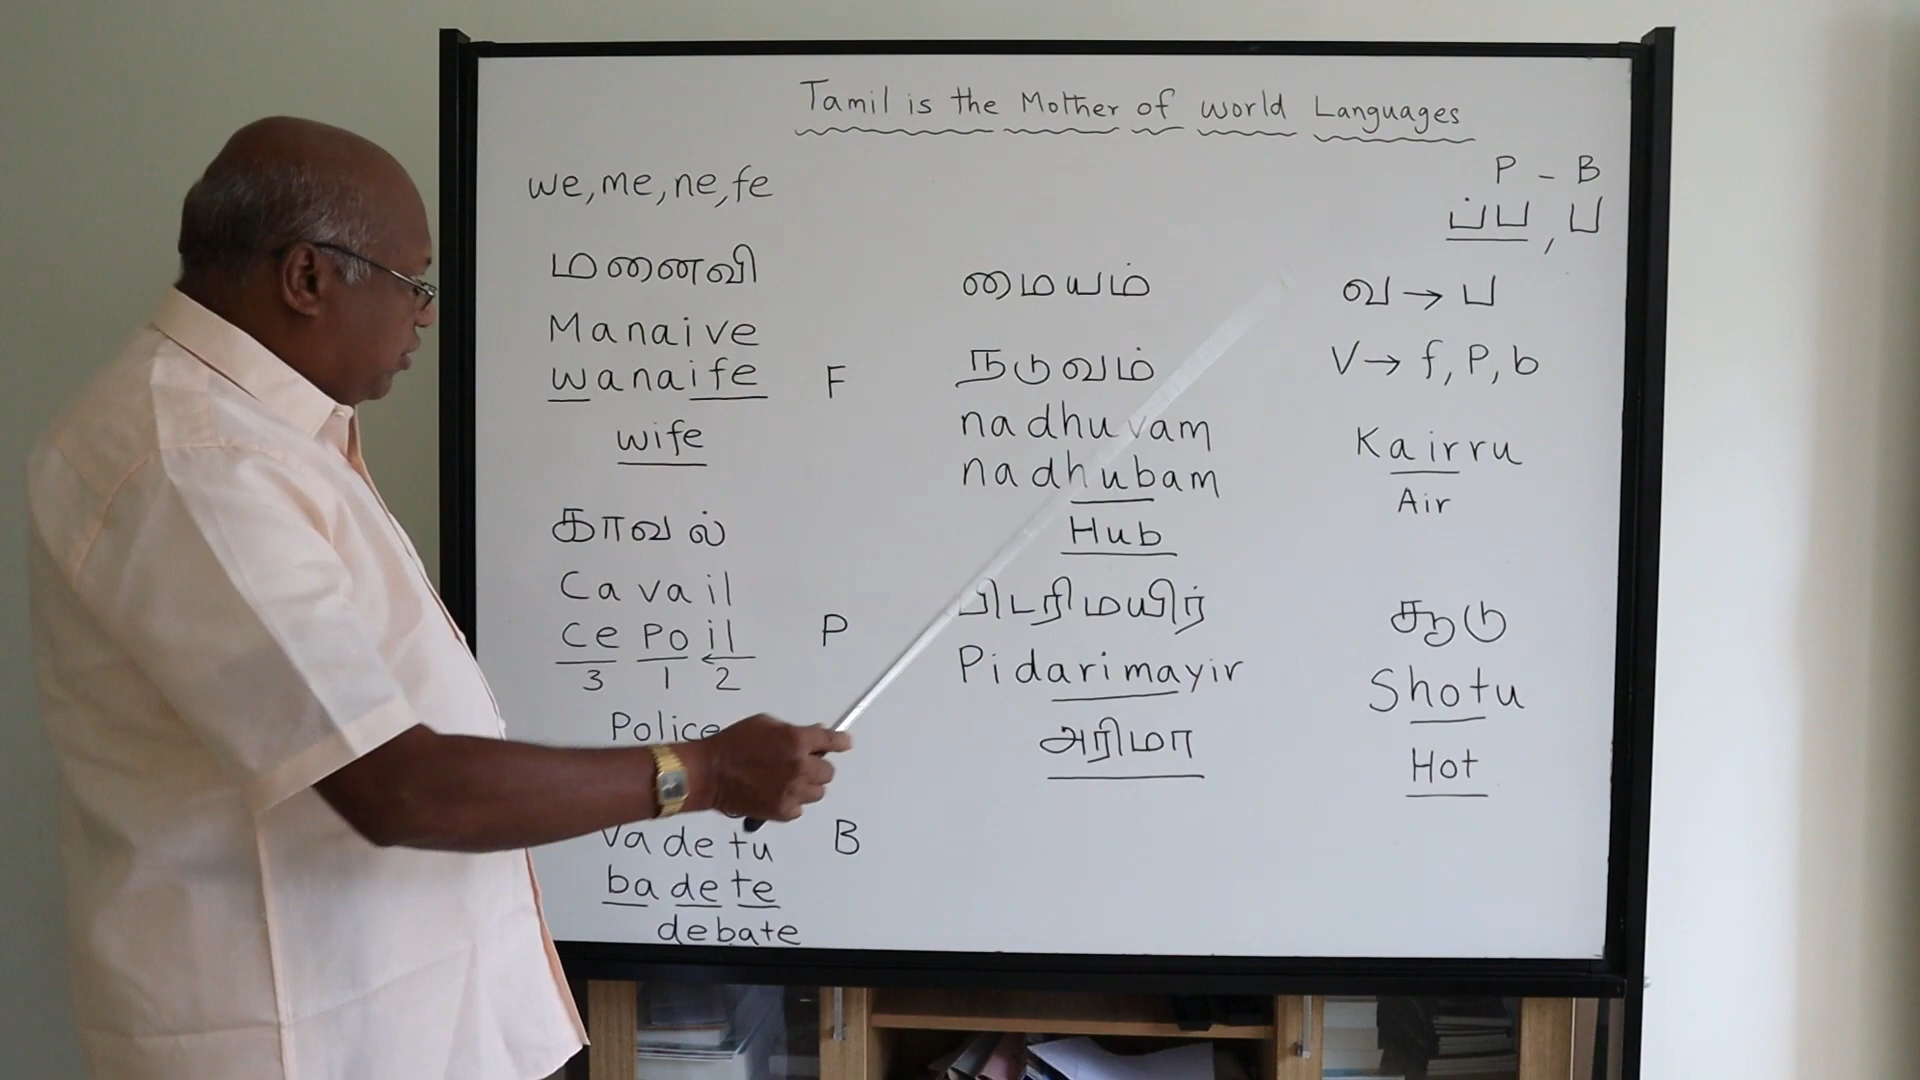 Tamil is the Mother of world Languages
we, me, ne, fe
மனைவி
Manaive
wanaife F
wife
காவல்
Cavail
Ce Po il P
3 1 2
Police
Vadetu B
badete
debate
மையம்
நடுவம்
nadhuvam
nadhubam
Hub
பிடரிமயிர்
Pidarimayir
அரிமா
P - B
ப்ப, ப
வ → ப
V → f, P, b
Kairru
Air
சூடு
Shotu
Hot